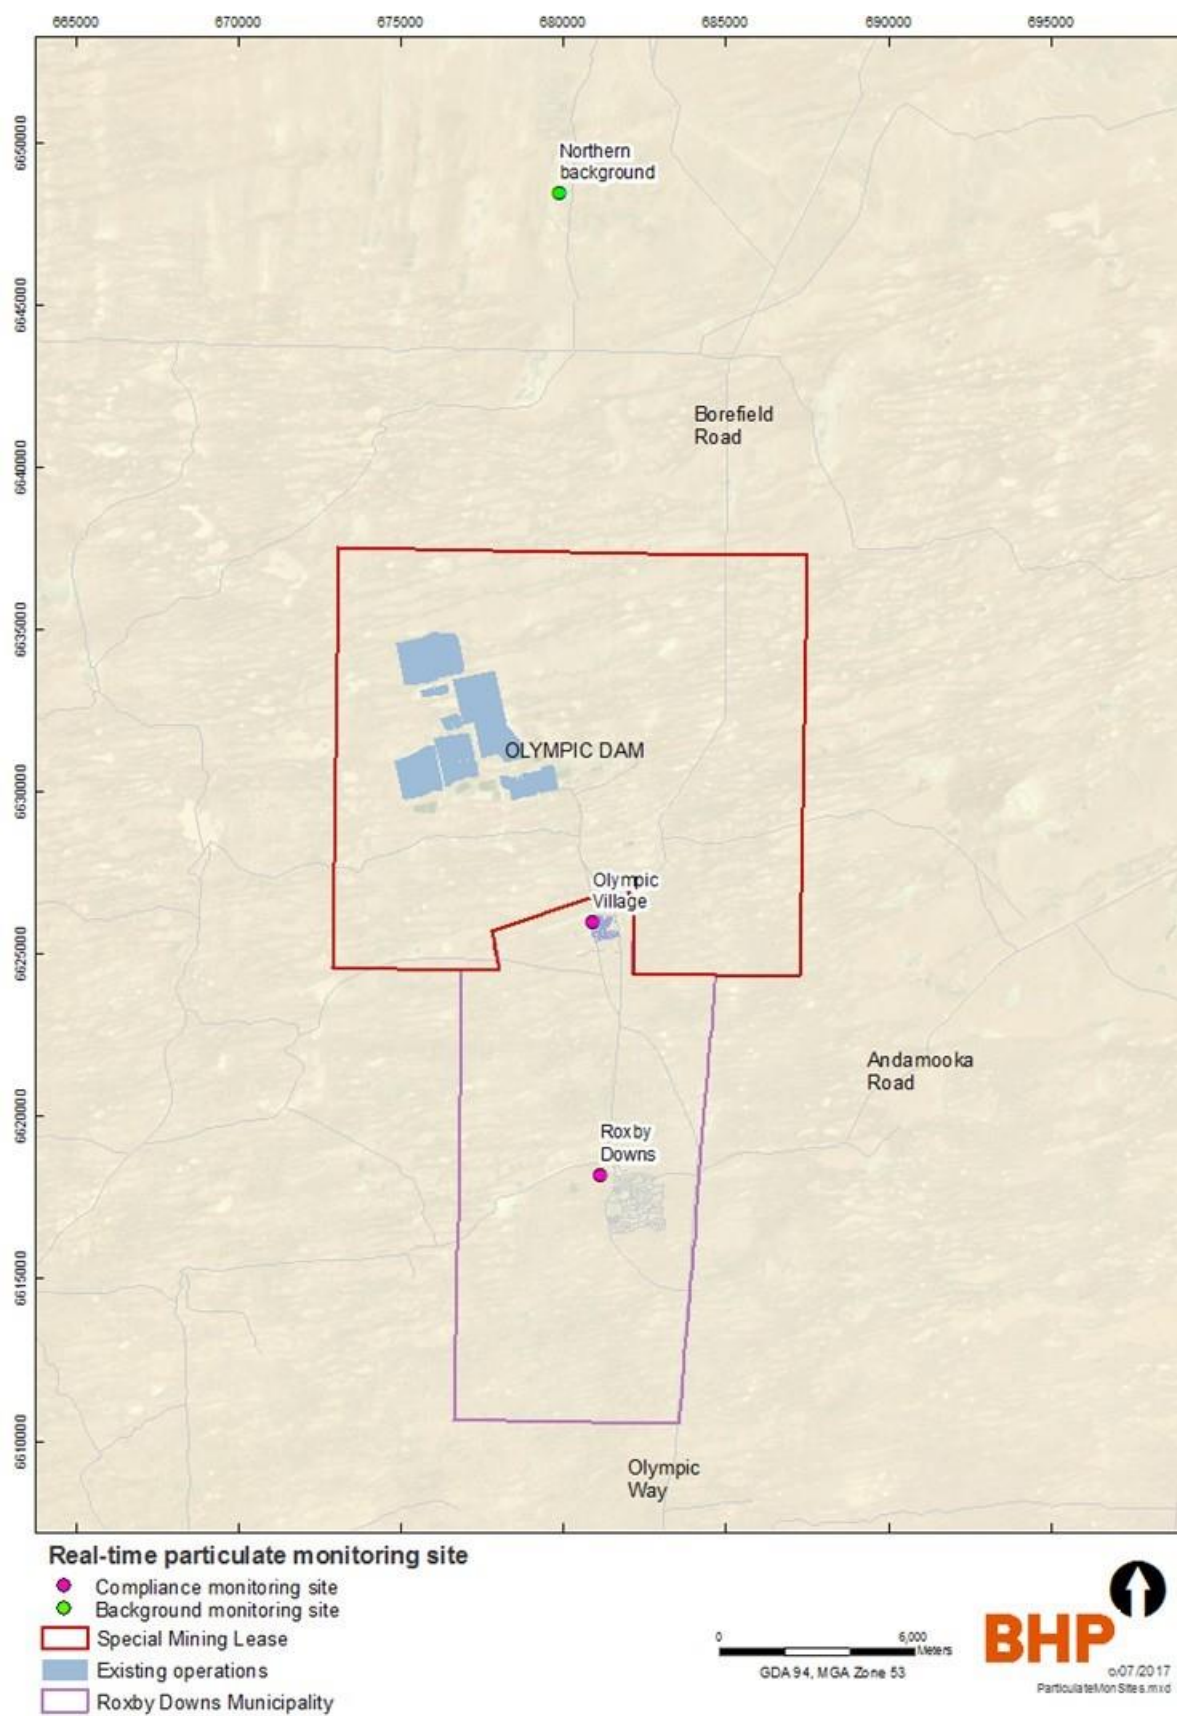 665000 670000 675000 680000 685000 690000 695000
6650000
6645000
6640000
6635000
6630000
6625000
6620000
6615000
6610000
Northern
background
Borefield
Road
OLYMPIC DAM
Olympic
Village
Andamooka
Road
Roxby
Downs
Olympic
Way
Real-time particulate monitoring site
Compliance monitoring site
Background monitoring site
Special Mining Lease
Existing operations
Roxby Downs Municipality
0 6,000
Meters
GDA 94, MGA Zone 53
BHP
/07/2017
ParticulateMonSites.mxd